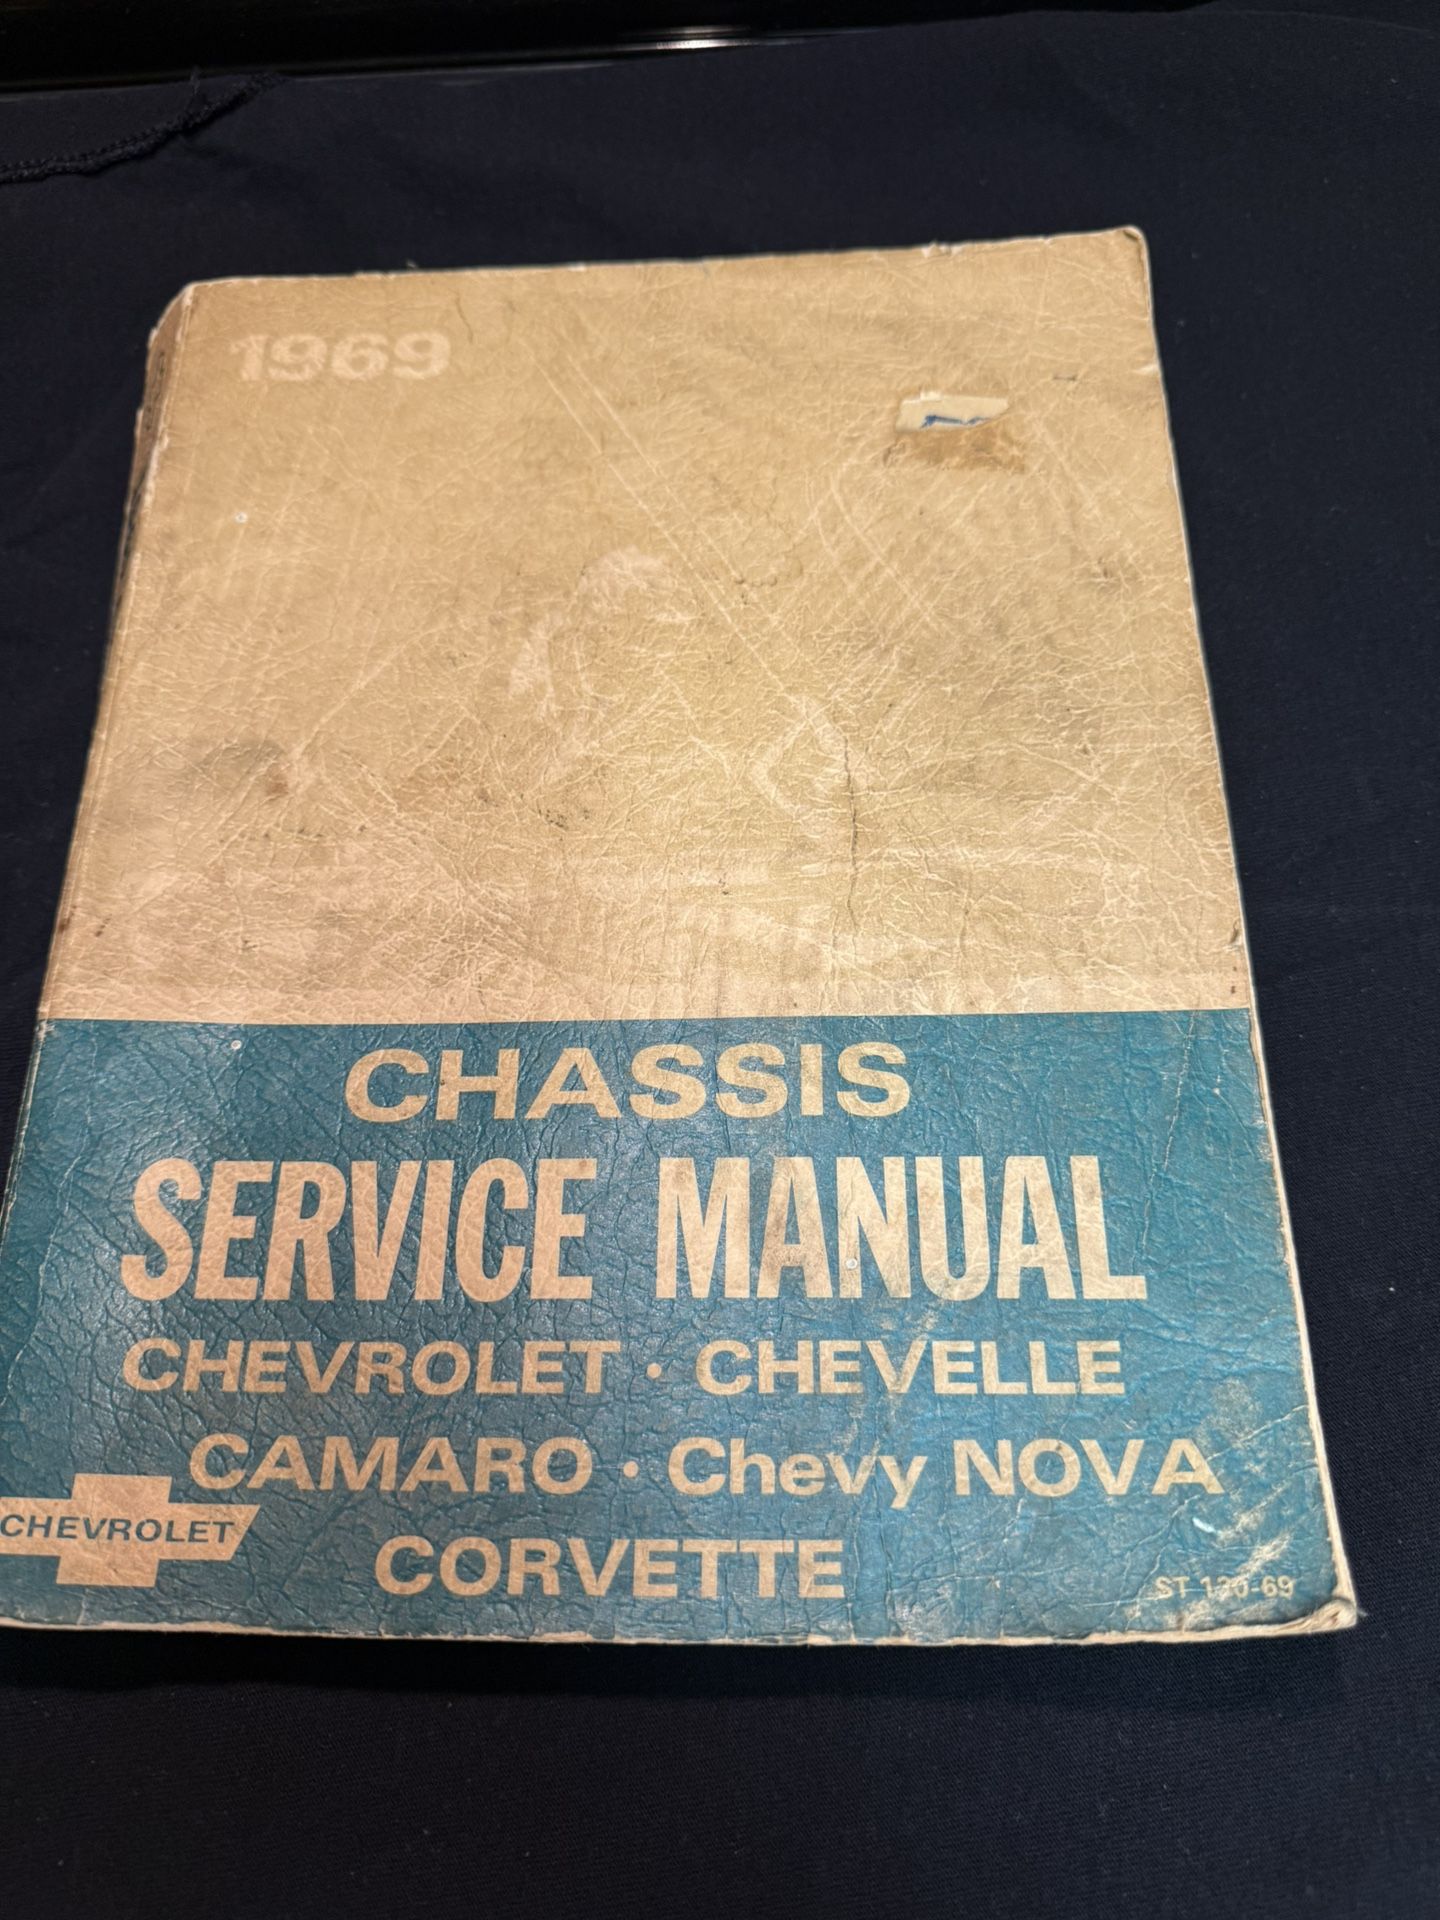 1969
CHASSIS
SERVICE MANUAL
CHEVROLET • CHEVELLE
CAMARO • Chevy NOVA
CHEVROLET
CORVETTE
ST 130-69